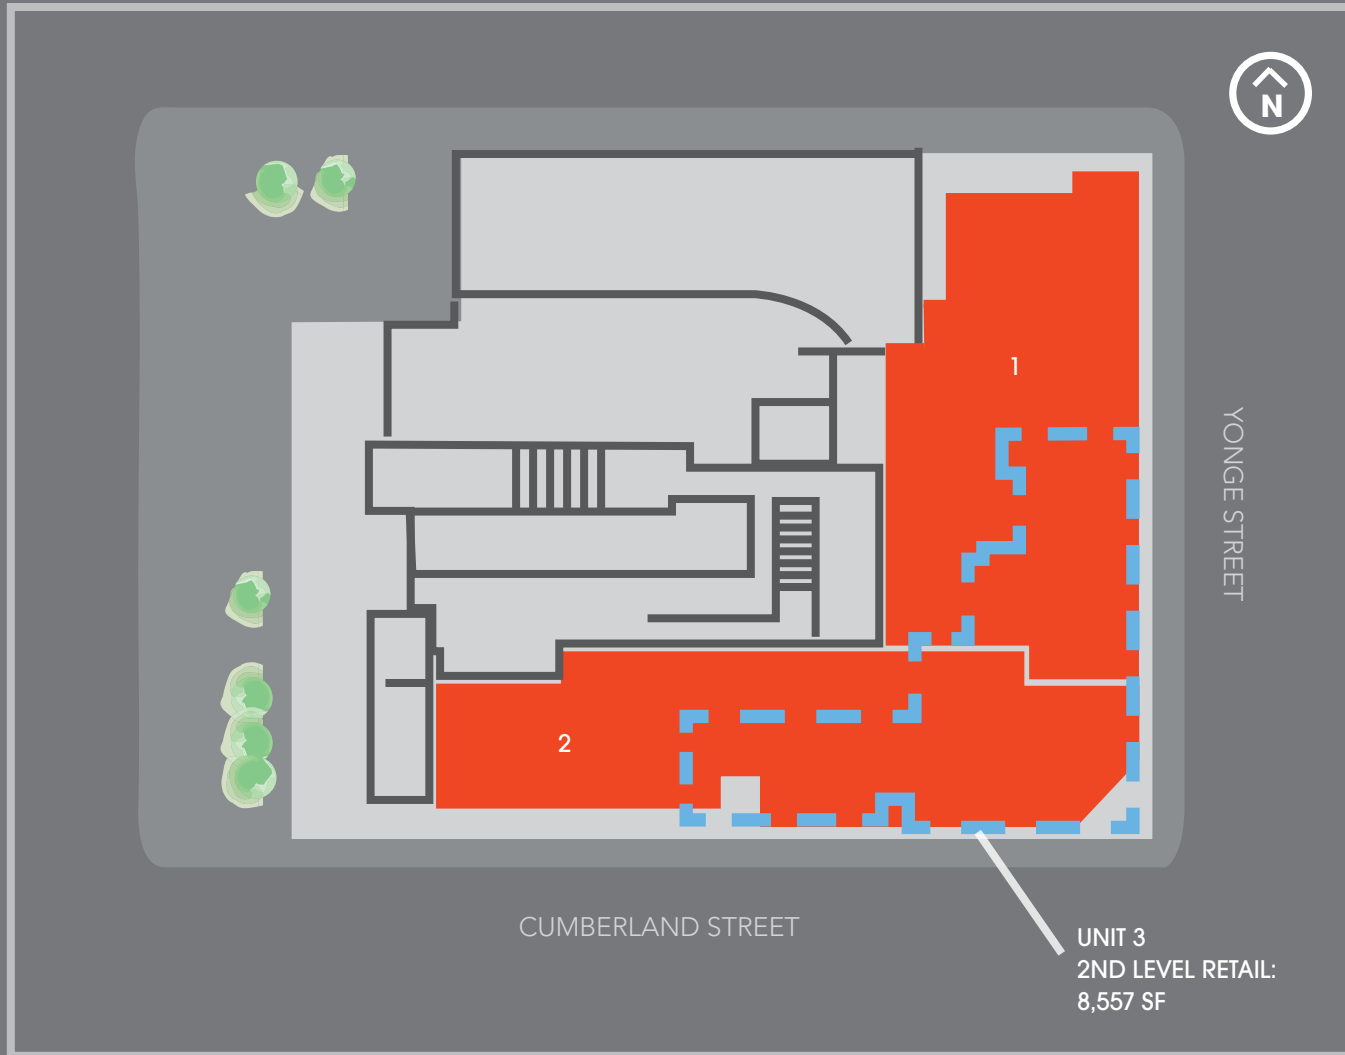 N
1
YONGE STREET
2
CUMBERLAND STREET
UNIT 3
2ND LEVEL RETAIL:
8,557 SF